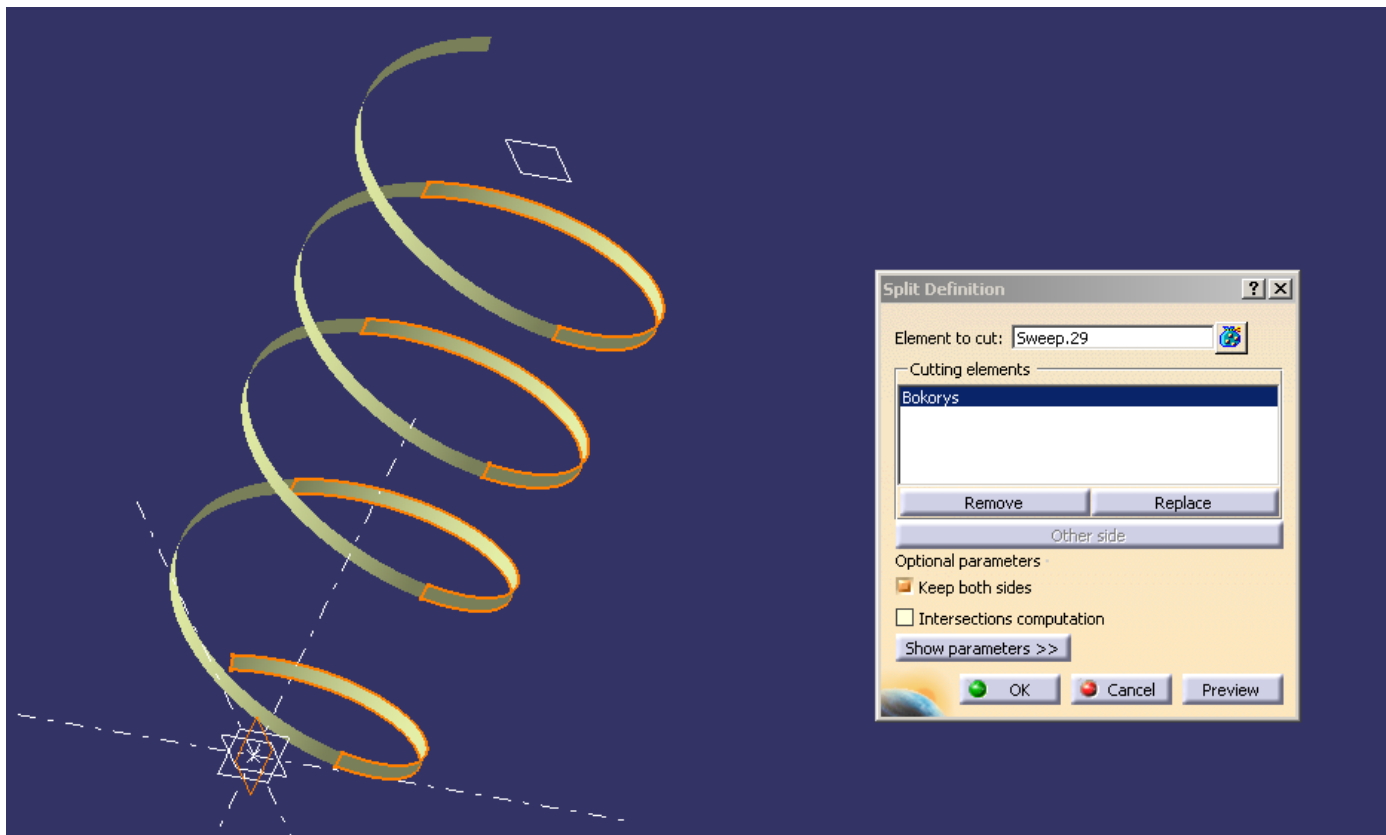 Split Definition
Element to cut: Sweep.29
Cutting elements
Bokorys
Remove Replace
Other side
Optional parameters
Keep both sides
Intersections computation
Show parameters >>
OK Cancel Preview